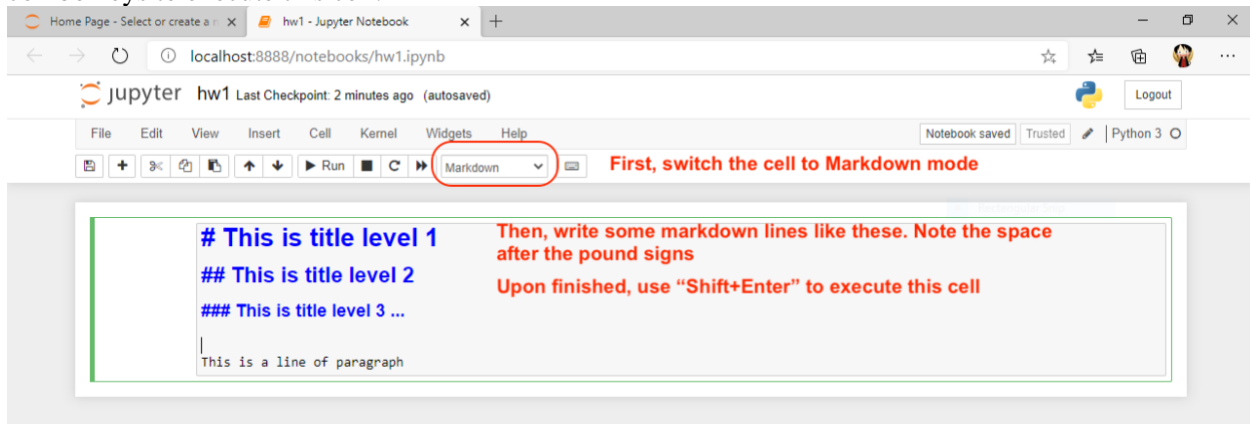 Home Page - Select or create a n
hw1 - Jupyter Notebook
localhost:8888/notebooks/hw1.ipynb
jupyter hw1 Last Checkpoint: 2 minutes ago (autosaved)
Logout
File Edit View Insert Cell Kernel Widgets Help
Notebook saved Trusted Python 3
Run Markdown
First, switch the cell to Markdown mode
# This is title level 1
Then, write some markdown lines like these. Note the space
after the pound signs
## This is title level 2
Upon finished, use “Shift+Enter” to execute this cell
### This is title level 3 ...
This is a line of paragraph